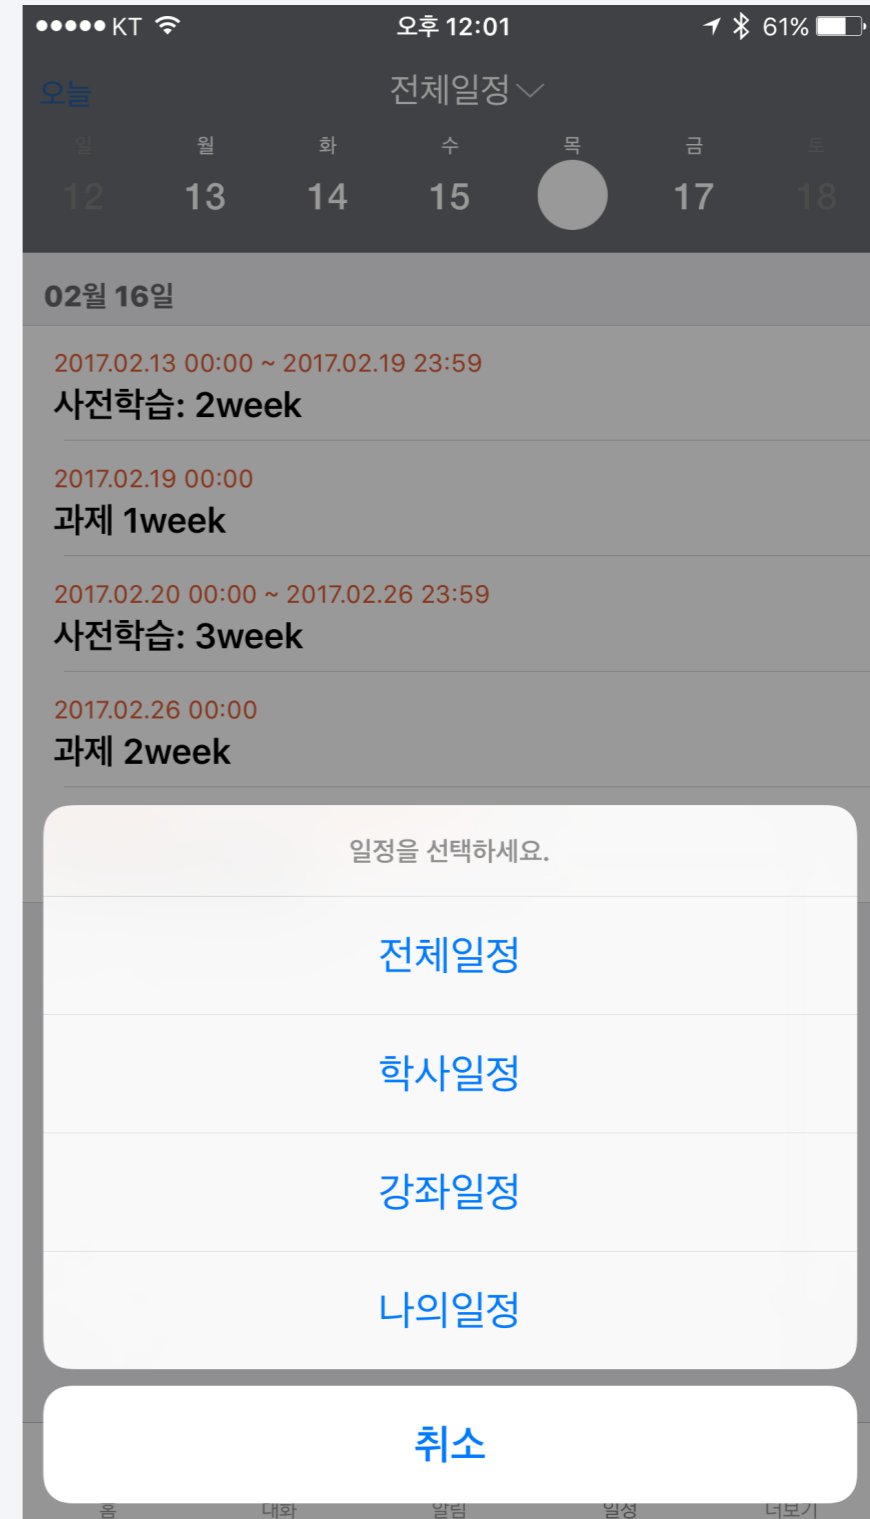 KT 오후 12:01 61%
오늘 전체일정
일 월 화 수 목 금 토
12 13 14 15 17 18
02월 16일
2017.02.13 00:00 ~ 2017.02.19 23:59
사전학습: 2week
2017.02.19 00:00
과제 1week
2017.02.20 00:00 ~ 2017.02.26 23:59
사전학습: 3week
2017.02.26 00:00
과제 2week
일정을 선택하세요.
전체일정
학사일정
강좌일정
나의일정
취소
홈 대화 알림 일정 더보기